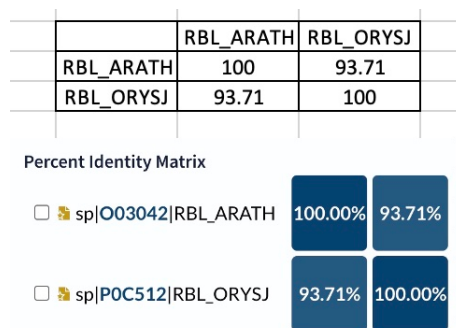 RBL_ARATH RBL_ORYSJ
RBL_ARATH 100 93.71
RBL_ORYSJ 93.71 100
Percent Identity Matrix
sp|O03042|RBL_ARATH 100.00% 93.71%
sp|P0C512|RBL_ORYSJ 93.71% 100.00%